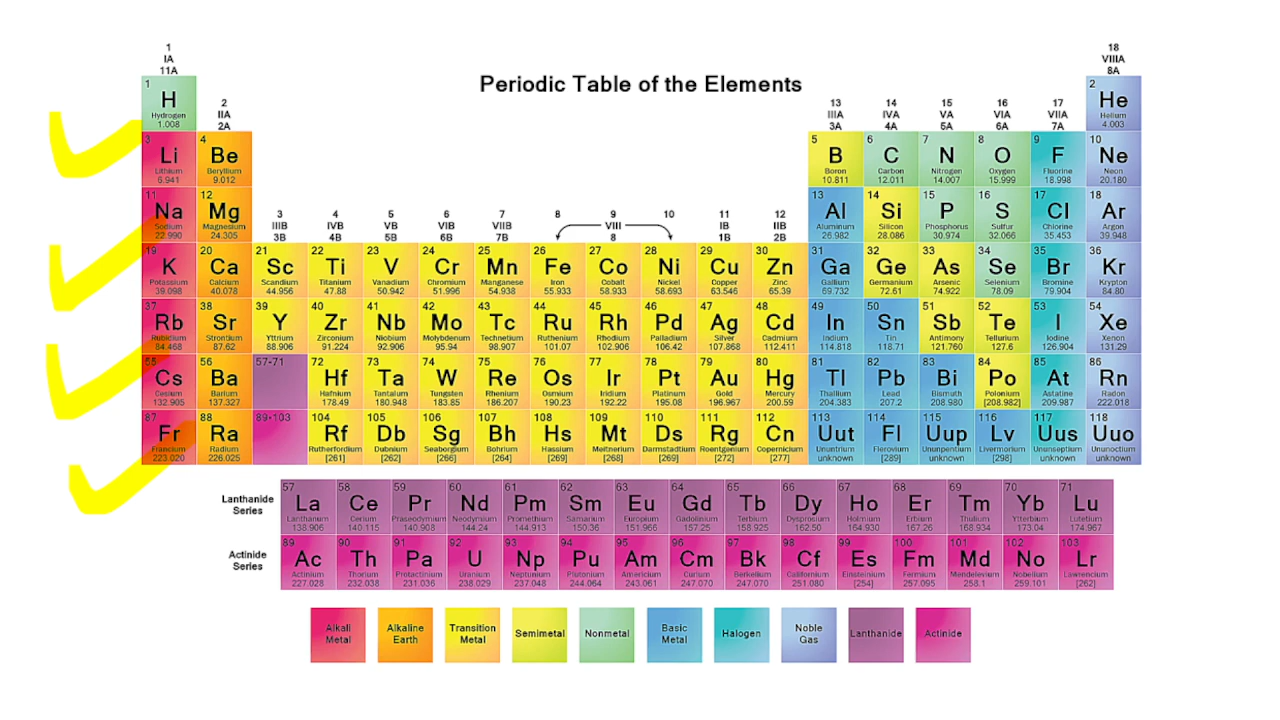 1
IA
11A
18
VIIIA
8A
Periodic Table of the Elements
1
H
Hydrogen
1.008
2
IIA
2A
13
IIIA
3A
14
IVA
4A
15
VA
5A
16
VIA
6A
17
VIIA
7A
2
He
Helium
4.003
3 4 5 6 7 8 9 10
Li Be B C N O F Ne
Lithium Beryllium Boron Carbon Nitrogen Oxygen Fluorine Neon
6.941 9.012 10.811 12.011 14.007 15.999 18.998 20.180
11 12 13 14 15 16 17 18
Na Mg Al Si P S Cl Ar
Sodium Magnesium Aluminum Silicon Phosphorus Sulfur Chlorine Argon
22.990 24.305 26.982 28.086 30.974 32.066 35.453 39.948
3 4 5 6 7 8 9 10 11 12
IIIB IVB VB VIB VIIB VIII IB IIB
3B 4B 5B 6B 7B 8 1B 2B
19 20 21 22 23 24 25 26 27 28 29 30 31 32 33 34 35 36
K Ca Sc Ti V Cr Mn Fe Co Ni Cu Zn Ga Ge As Se Br Kr
Potassium Calcium Scandium Titanium Vanadium Chromium Manganese Iron Cobalt Nickel Copper Zinc Gallium Germanium Arsenic Selenium Bromine Krypton
39.098 40.078 44.956 47.88 50.942 51.996 54.938 55.933 58.933 58.693 63.546 65.39 69.732 72.61 74.922 78.09 79.904 84.80
37 38 39 40 41 42 43 44 45 46 47 48 49 50 51 52 53 54
Rb Sr Y Zr Nb Mo Tc Ru Rh Pd Ag Cd In Sn Sb Te I Xe
Rubidium Strontium Yttrium Zirconium Niobium Molybdenum Technetium Ruthenium Rhodium Palladium Silver Cadmium Indium Tin Antimony Tellurium Iodine Xenon
84.468 87.62 88.906 91.224 92.906 95.94 98.907 101.07 102.906 106.42 107.868 112.411 114.818 118.71 121.760 127.6 126.904 131.29
55 56 57-71 72 73 74 75 76 77 78 79 80 81 82 83 84 85 86
Cs Ba Hf Ta W Re Os Ir Pt Au Hg Tl Pb Bi Po At Rn
Cesium Barium Hafnium Tantalum Tungsten Rhenium Osmium Iridium Platinum Gold Mercury Thallium Lead Bismuth Polonium Astatine Radon
132.905 137.327 178.49 180.948 183.85 186.207 190.23 192.22 195.08 196.967 200.59 204.383 207.2 208.980 [208.982] 209.987 222.018
87 88 89-103 104 105 106 107 108 109 110 111 112 113 114 115 116 117 118
Fr Ra Rf Db Sg Bh Hs Mt Ds Rg Cn Uut Fl Uup Lv Uus Uuo
Francium Radium Rutherfordium Dubnium Seaborgium Bohrium Hassium Meitnerium Darmstadtium Roentgenium Copernicium Ununtrium Flerovium Ununpentium Livermorium Ununseptium Ununoctium
223.020 226.025 [261] [262] [266] [264] [269] [268] [269] [272] [277] unknown [289] unknown [298] unknown unknown
Lanthanide
Series
57 58 59 60 61 62 63 64 65 66 67 68 69 70 71
La Ce Pr Nd Pm Sm Eu Gd Tb Dy Ho Er Tm Yb Lu
Lanthanum Cerium Praseodymium Neodymium Promethium Samarium Europium Gadolinium Terbium Dysprosium Holmium Erbium Thulium Ytterbium Lutetium
138.906 140.115 140.908 144.24 144.913 150.36 151.966 157.25 158.925 162.50 164.930 167.26 168.934 173.04 174.967
Actinide
Series
89 90 91 92 93 94 95 96 97 98 99 100 101 102 103
Ac Th Pa U Np Pu Am Cm Bk Cf Es Fm Md No Lr
Actinium Thorium Protactinium Uranium Neptunium Plutonium Americium Curium Berkelium Californium Einsteinium Fermium Mendelevium Nobelium Lawrencium
227.028 232.038 231.036 238.029 237.048 244.064 243.061 247.070 247.070 251.080 [254] 257.095 258.1 259.101 [262]
Alkali
Metal
Alkaline
Earth
Transition
Metal
Semimetal
Nonmetal
Basic
Metal
Halogen
Noble
Gas
Lanthanide
Actinide